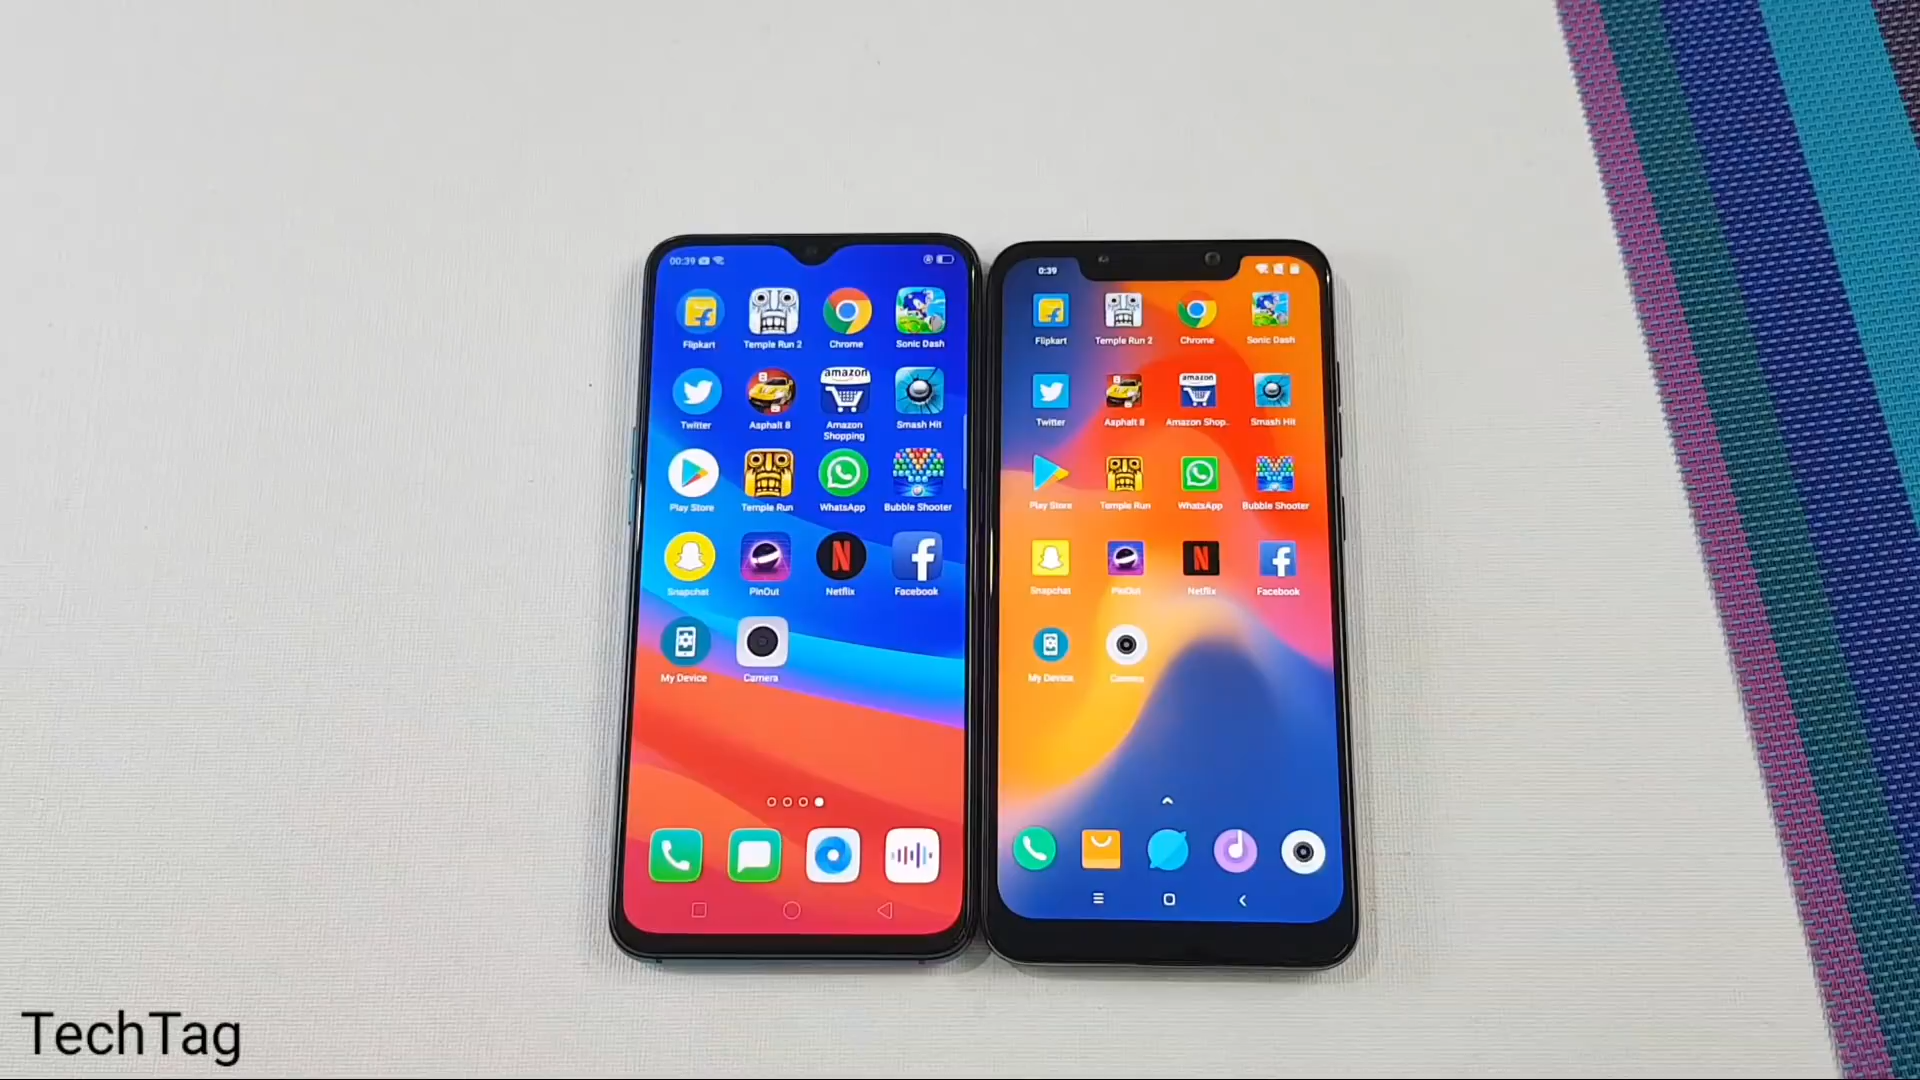 00:39
Flipkart Temple Run 2 Chrome Sonic Dash
amazon
Twitter Asphalt 8 Amazon Shopping Smash Hit
Play Store Temple Run WhatsApp Bubble Shooter
Snapchat PinOut Netflix Facebook
My Device Camera
0:39
Flipkart Temple Run 2 Chrome Sonic Dash
amazon
Twitter Asphalt 8 Amazon Shop.. Smash Hit
Play Store Temple Run WhatsApp Bubble Shooter
Snapchat PinOut Netflix Facebook
My Device Camera
TechTag